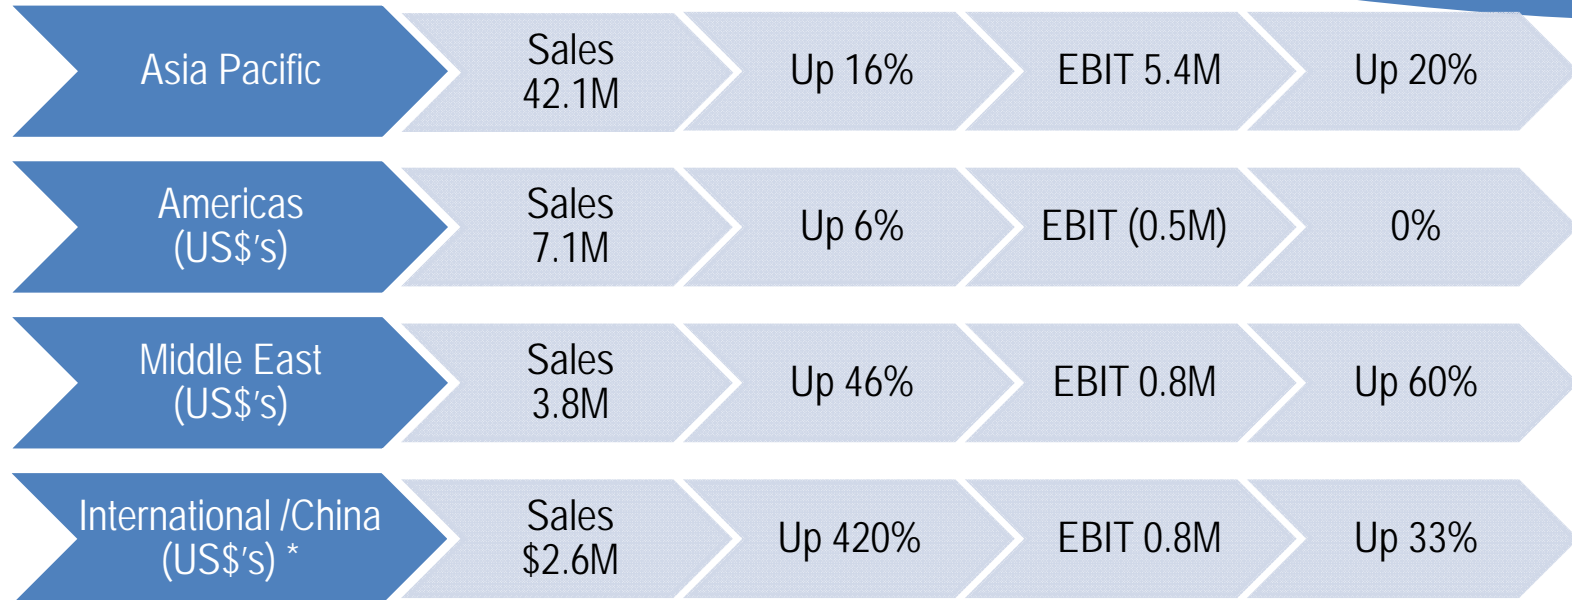 Asia Pacific
Sales
42.1M
Up 16%
EBIT 5.4M
Up 20%
Americas
(US$'s)
Sales
7.1M
Up 6%
EBIT (0.5M)
0%
Middle East
(US$'s)
Sales
3.8M
Up 46%
EBIT 0.8M
Up 60%
International /China
(US$'s) *
Sales
$2.6M
Up 420%
EBIT 0.8M
Up 33%